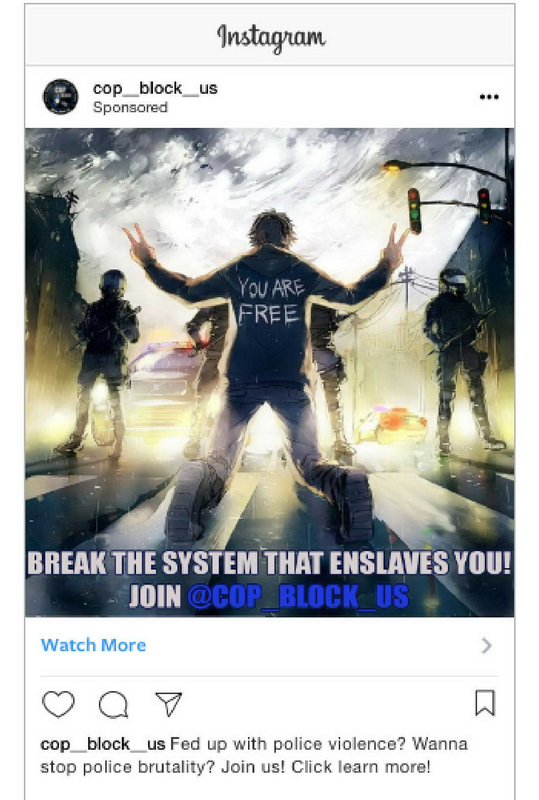 Instagram
cop__block__us
Sponsored
YOU ARE
FREE
BREAK THE SYSTEM THAT ENSLAVES YOU!
JOIN @COP__BLOCK_US
Watch More
cop__block__us Fed up with police violence? Wanna
stop police brutality? Join us! Click learn more!